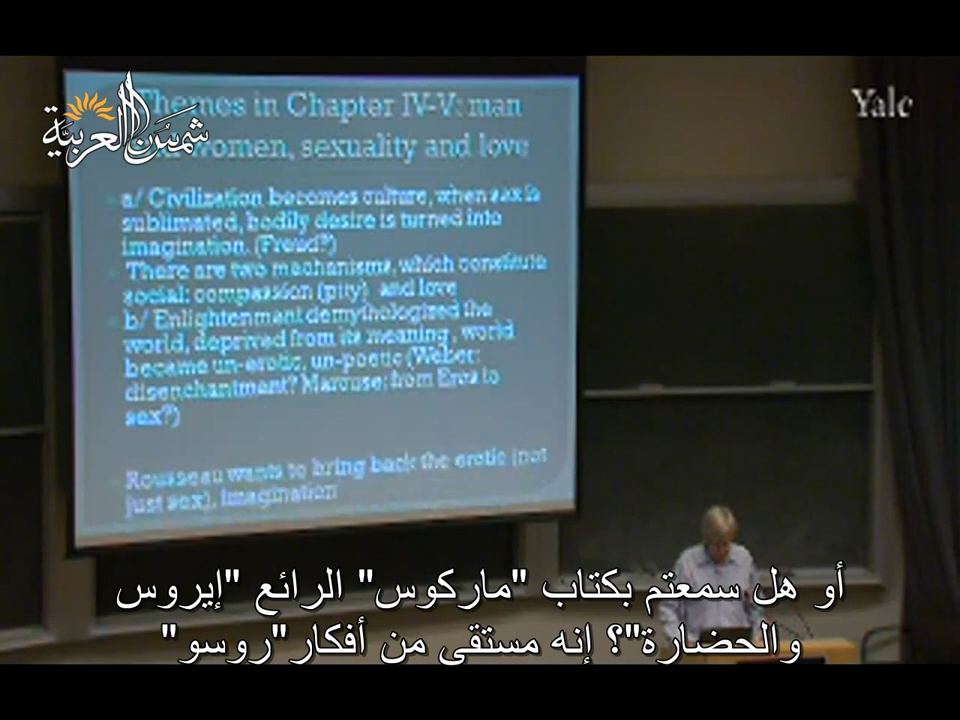 Themes in Chapter IV-V: man
women, sexuality and love
شمس العربية
Yale
a/ Civilization becomes culture, when sex is
sublimated, bodily desire is turned into
imagination. (Freud?)
There are two mechanisms, which constitute
social: compassion (pity) and love
b/ Enlightenment demythologized the
world, deprived from its meaning, world
became un-erotic, un-poetic (Weber:
disenchantment? Marcuse: from Eros to
sex?)
Rousseau wants to bring back the erotic (not
just sex), imagination
أو هل سمعتم بكتاب "ماركوس" الرائع "إيروس
والحضارة"؟ إنه مستقى من أفكار "روسو"